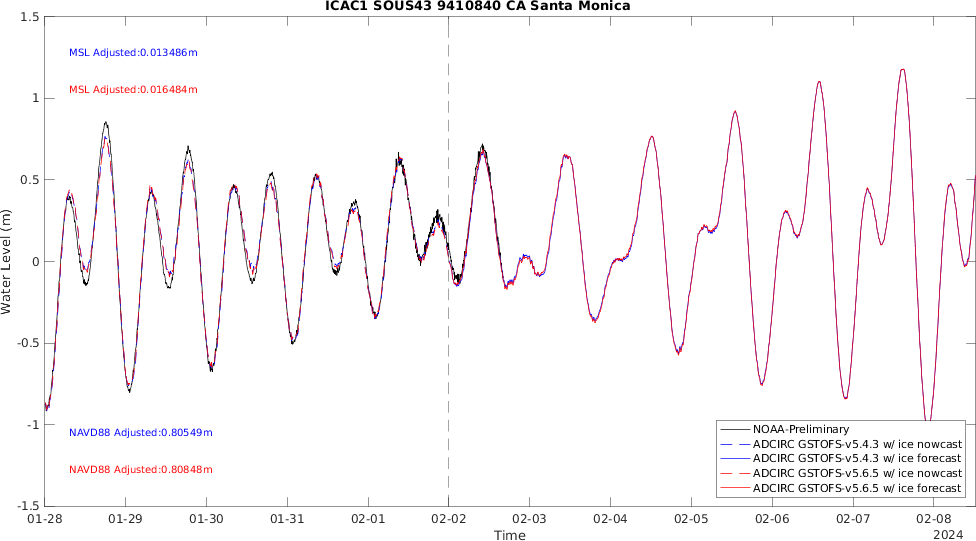 ICAC1 SOUS43 9410840 CA Santa Monica
1.5
1
0.5
0
-0.5
-1
-1.5
Water Level (m)
MSL Adjusted:0.013486m
MSL Adjusted:0.016484m
NAVD88 Adjusted:0.80549m
NAVD88 Adjusted:0.80848m
NOAA-Preliminary
ADCIRC GSTOFS-v5.4.3 w/ ice nowcast
ADCIRC GSTOFS-v5.4.3 w/ ice forecast
ADCIRC GSTOFS-v5.6.5 w/ ice nowcast
ADCIRC GSTOFS-v5.6.5 w/ ice forecast
01-28 01-29 01-30 01-31 02-01 02-02 02-03 02-04 02-05 02-06 02-07 02-08
Time
2024